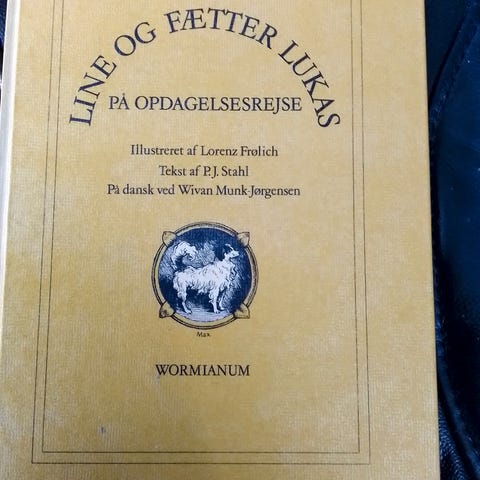 LINE OG FÆTTER LUKAS
PÅ OPDAGELSESREJSE
Illustreret af Lorenz Frølich
Tekst af P.J. Stahl
På dansk ved Wivan Munk-Jørgensen
Max
WORMIANUM